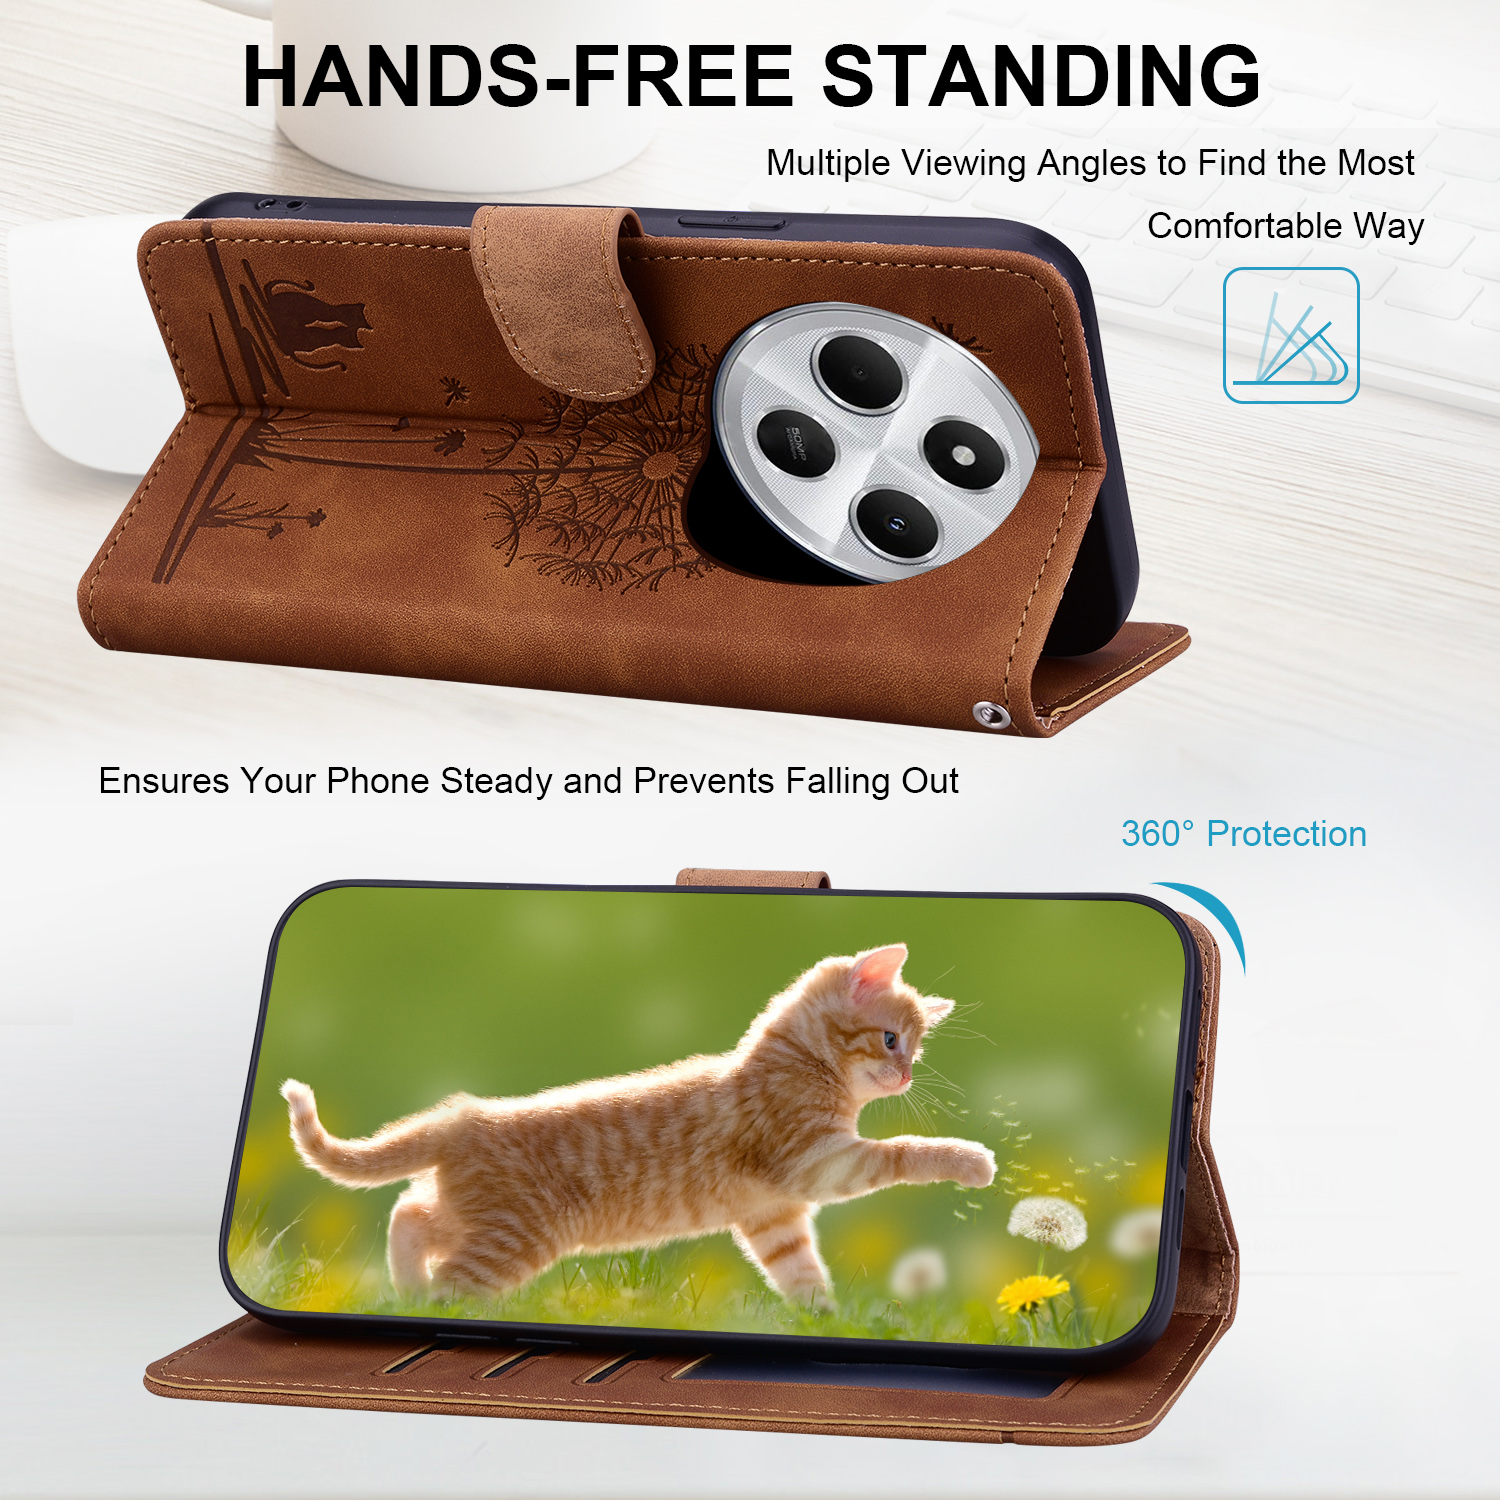 HANDS-FREE STANDING
Multiple Viewing Angles to Find the Most
Comfortable Way
50MP
Ensures Your Phone Steady and Prevents Falling Out
360° Protection